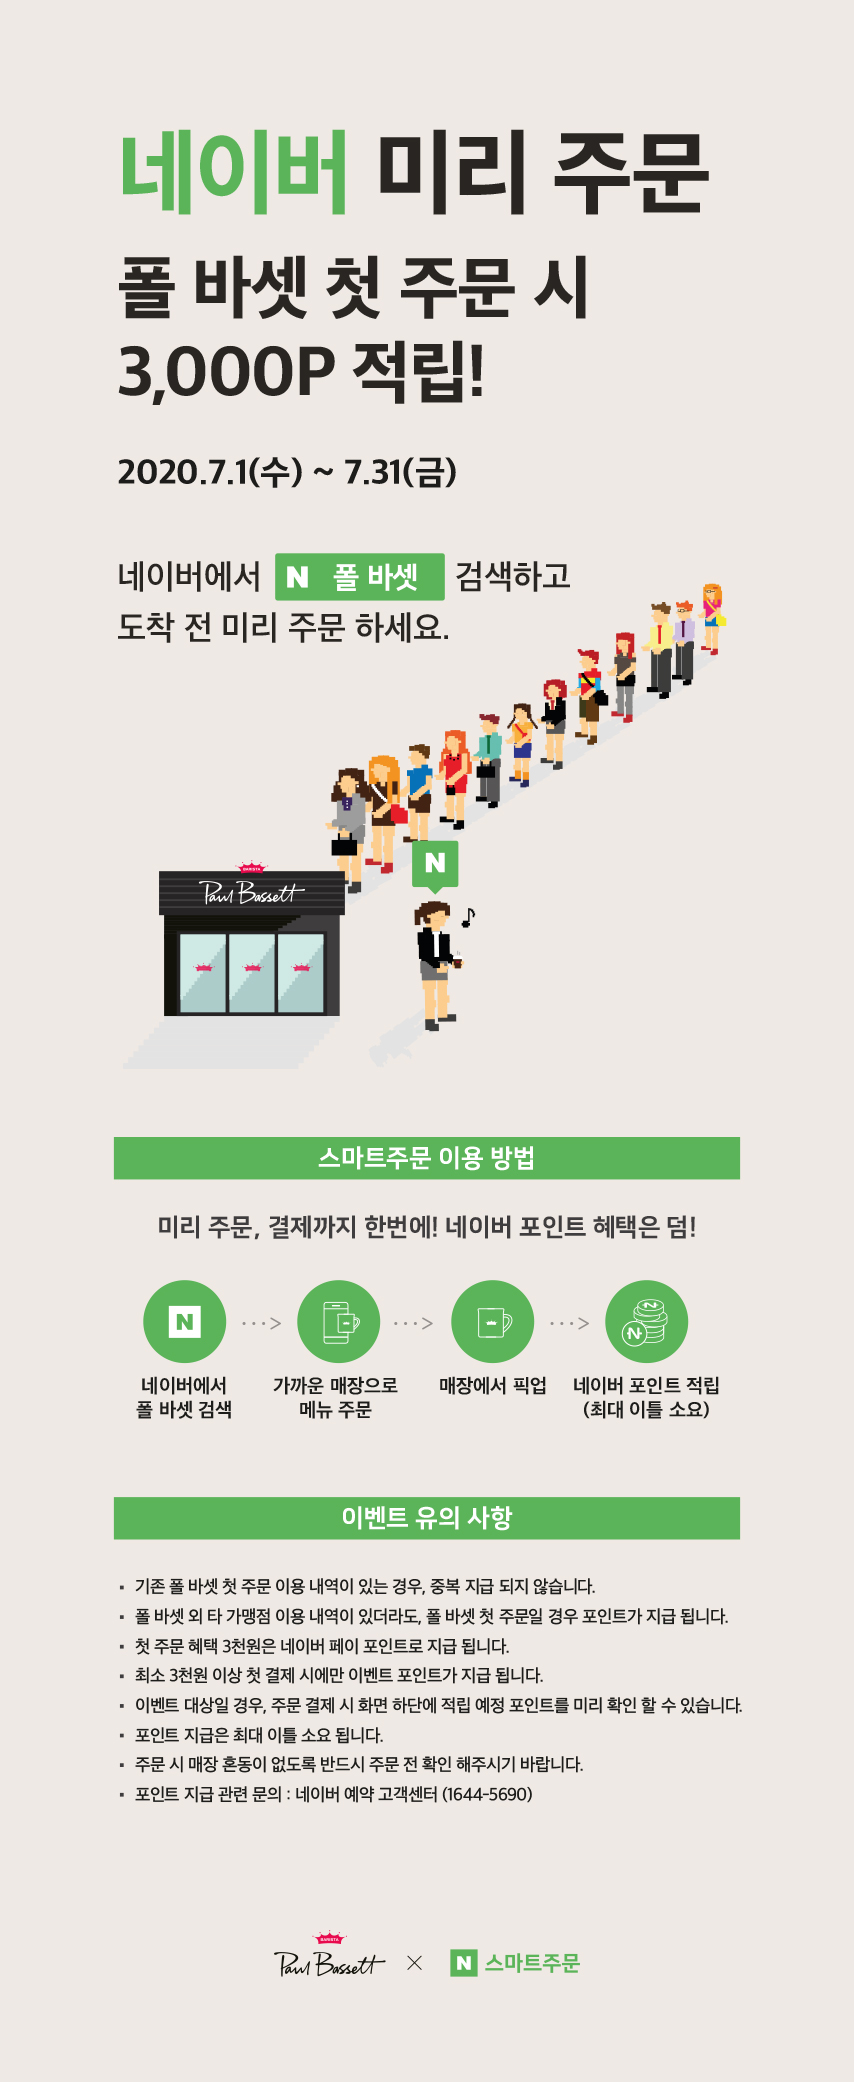 네이버 미리 주문
폴 바셋 첫 주문 시
3,000P 적립!
2020.7.1(수) ~ 7.31(금)
네이버에서 N 폴 바셋 검색하고
도착 전 미리 주문 하세요.
N
BARISTA
Paul Bassett
스마트주문 이용 방법
미리 주문, 결제까지 한번에! 네이버 포인트 혜택은 덤!
N
네이버에서
폴 바셋 검색
가까운 매장으로
메뉴 주문
매장에서 픽업
N
N
네이버 포인트 적립
(최대 이틀 소요)
이벤트 유의 사항
▪ 기존 폴 바셋 첫 주문 이용 내역이 있는 경우, 중복 지급 되지 않습니다.
▪ 폴 바셋 외 타 가맹점 이용 내역이 있더라도, 폴 바셋 첫 주문일 경우 포인트가 지급 됩니다.
▪ 첫 주문 혜택 3천원은 네이버 페이 포인트로 지급 됩니다.
▪ 최소 3천원 이상 첫 결제 시에만 이벤트 포인트가 지급 됩니다.
▪ 이벤트 대상일 경우, 주문 결제 시 화면 하단에 적립 예정 포인트를 미리 확인 할 수 있습니다.
▪ 포인트 지급은 최대 이틀 소요 됩니다.
▪ 주문 시 매장 혼동이 없도록 반드시 주문 전 확인 해주시기 바랍니다.
▪ 포인트 지급 관련 문의 : 네이버 예약 고객센터 (1644-5690)
BARISTA
Paul Bassett × N 스마트주문